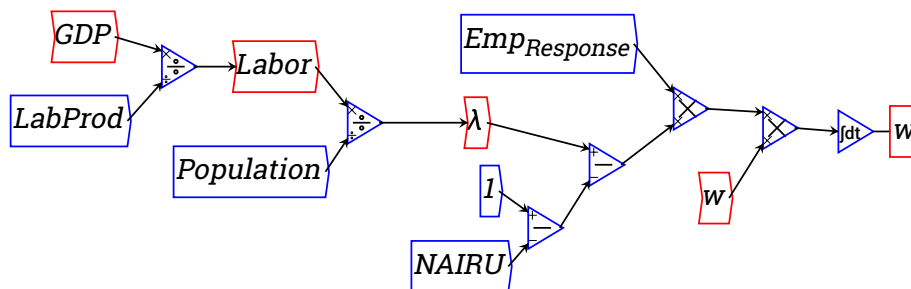 GDP
Emp_Response
Labor
LabProd
λ
Population
1
w
∫dt
w
NAIRU
×
÷
÷
×
÷
÷
+
−
−
+
−
−
×
×
×
×
×
×